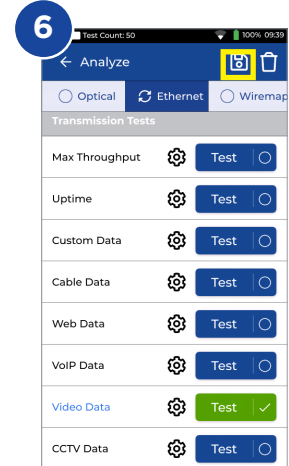 6
Test Count: 50 100% 09:39
← Analyze
Optical Ethernet Wiremap
Transmission Tests
Max Throughput Test
Uptime Test
Custom Data Test
Cable Data Test
Web Data Test
VoIP Data Test
Video Data Test
CCTV Data Test